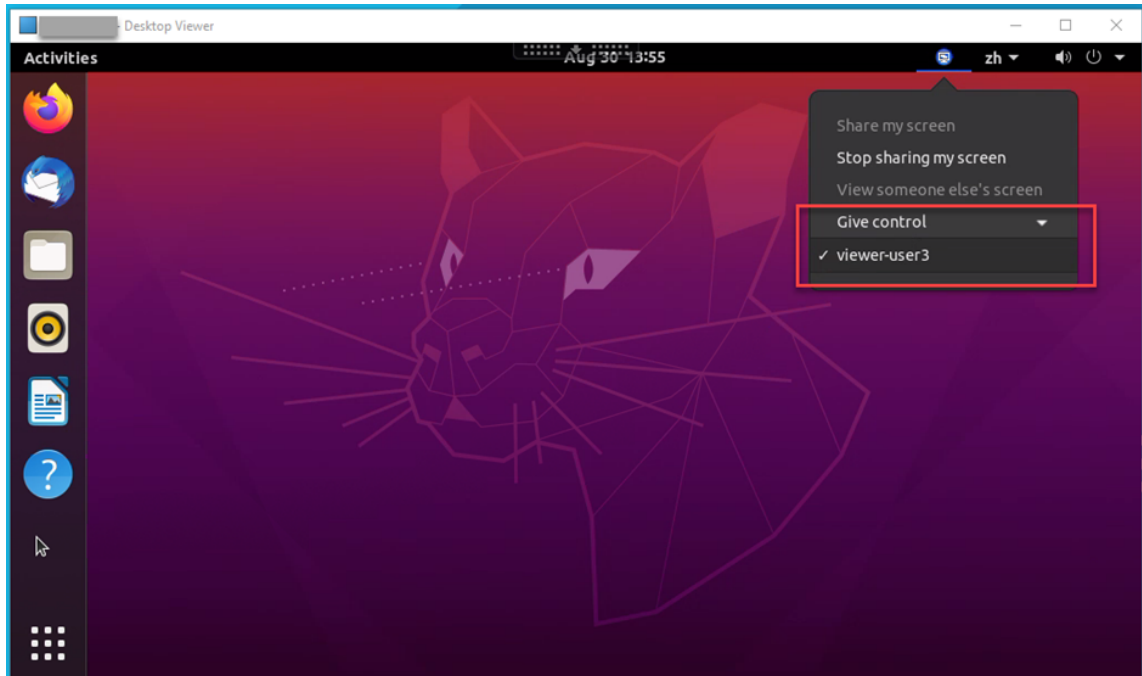 - Desktop Viewer
Activities
Aug 30 13:55
zh
Share my screen
Stop sharing my screen
View someone else's screen
Give control
✓ viewer-user3
?